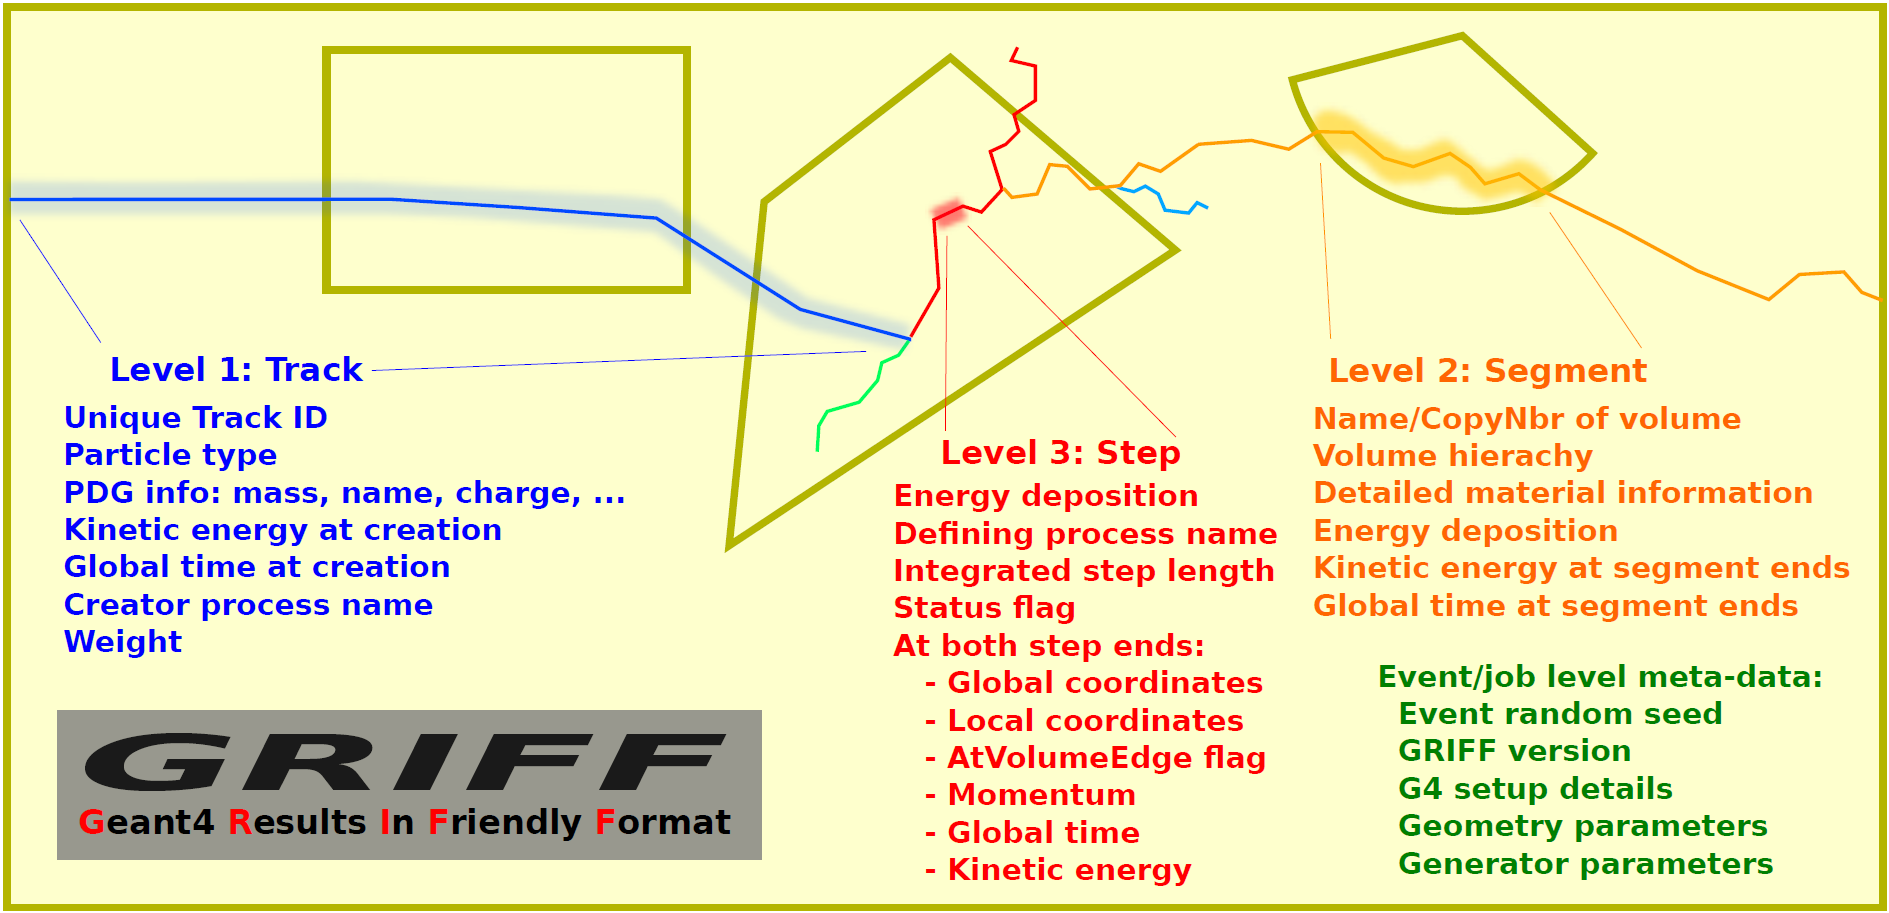 Level 1: Track
Unique Track ID
Particle type
PDG info: mass, name, charge, ...
Kinetic energy at creation
Global time at creation
Creator process name
Weight
GRIFF
Geant4 Results In Friendly Format
Level 3: Step
Energy deposition
Defining process name
Integrated step length
Status flag
At both step ends:
- Global coordinates
- Local coordinates
- AtVolumeEdge flag
- Momentum
- Global time
- Kinetic energy
Level 2: Segment
Name/CopyNbr of volume
Volume hierachy
Detailed material information
Energy deposition
Kinetic energy at segment ends
Global time at segment ends
Event/job level meta-data:
Event random seed
GRIFF version
G4 setup details
Geometry parameters
Generator parameters